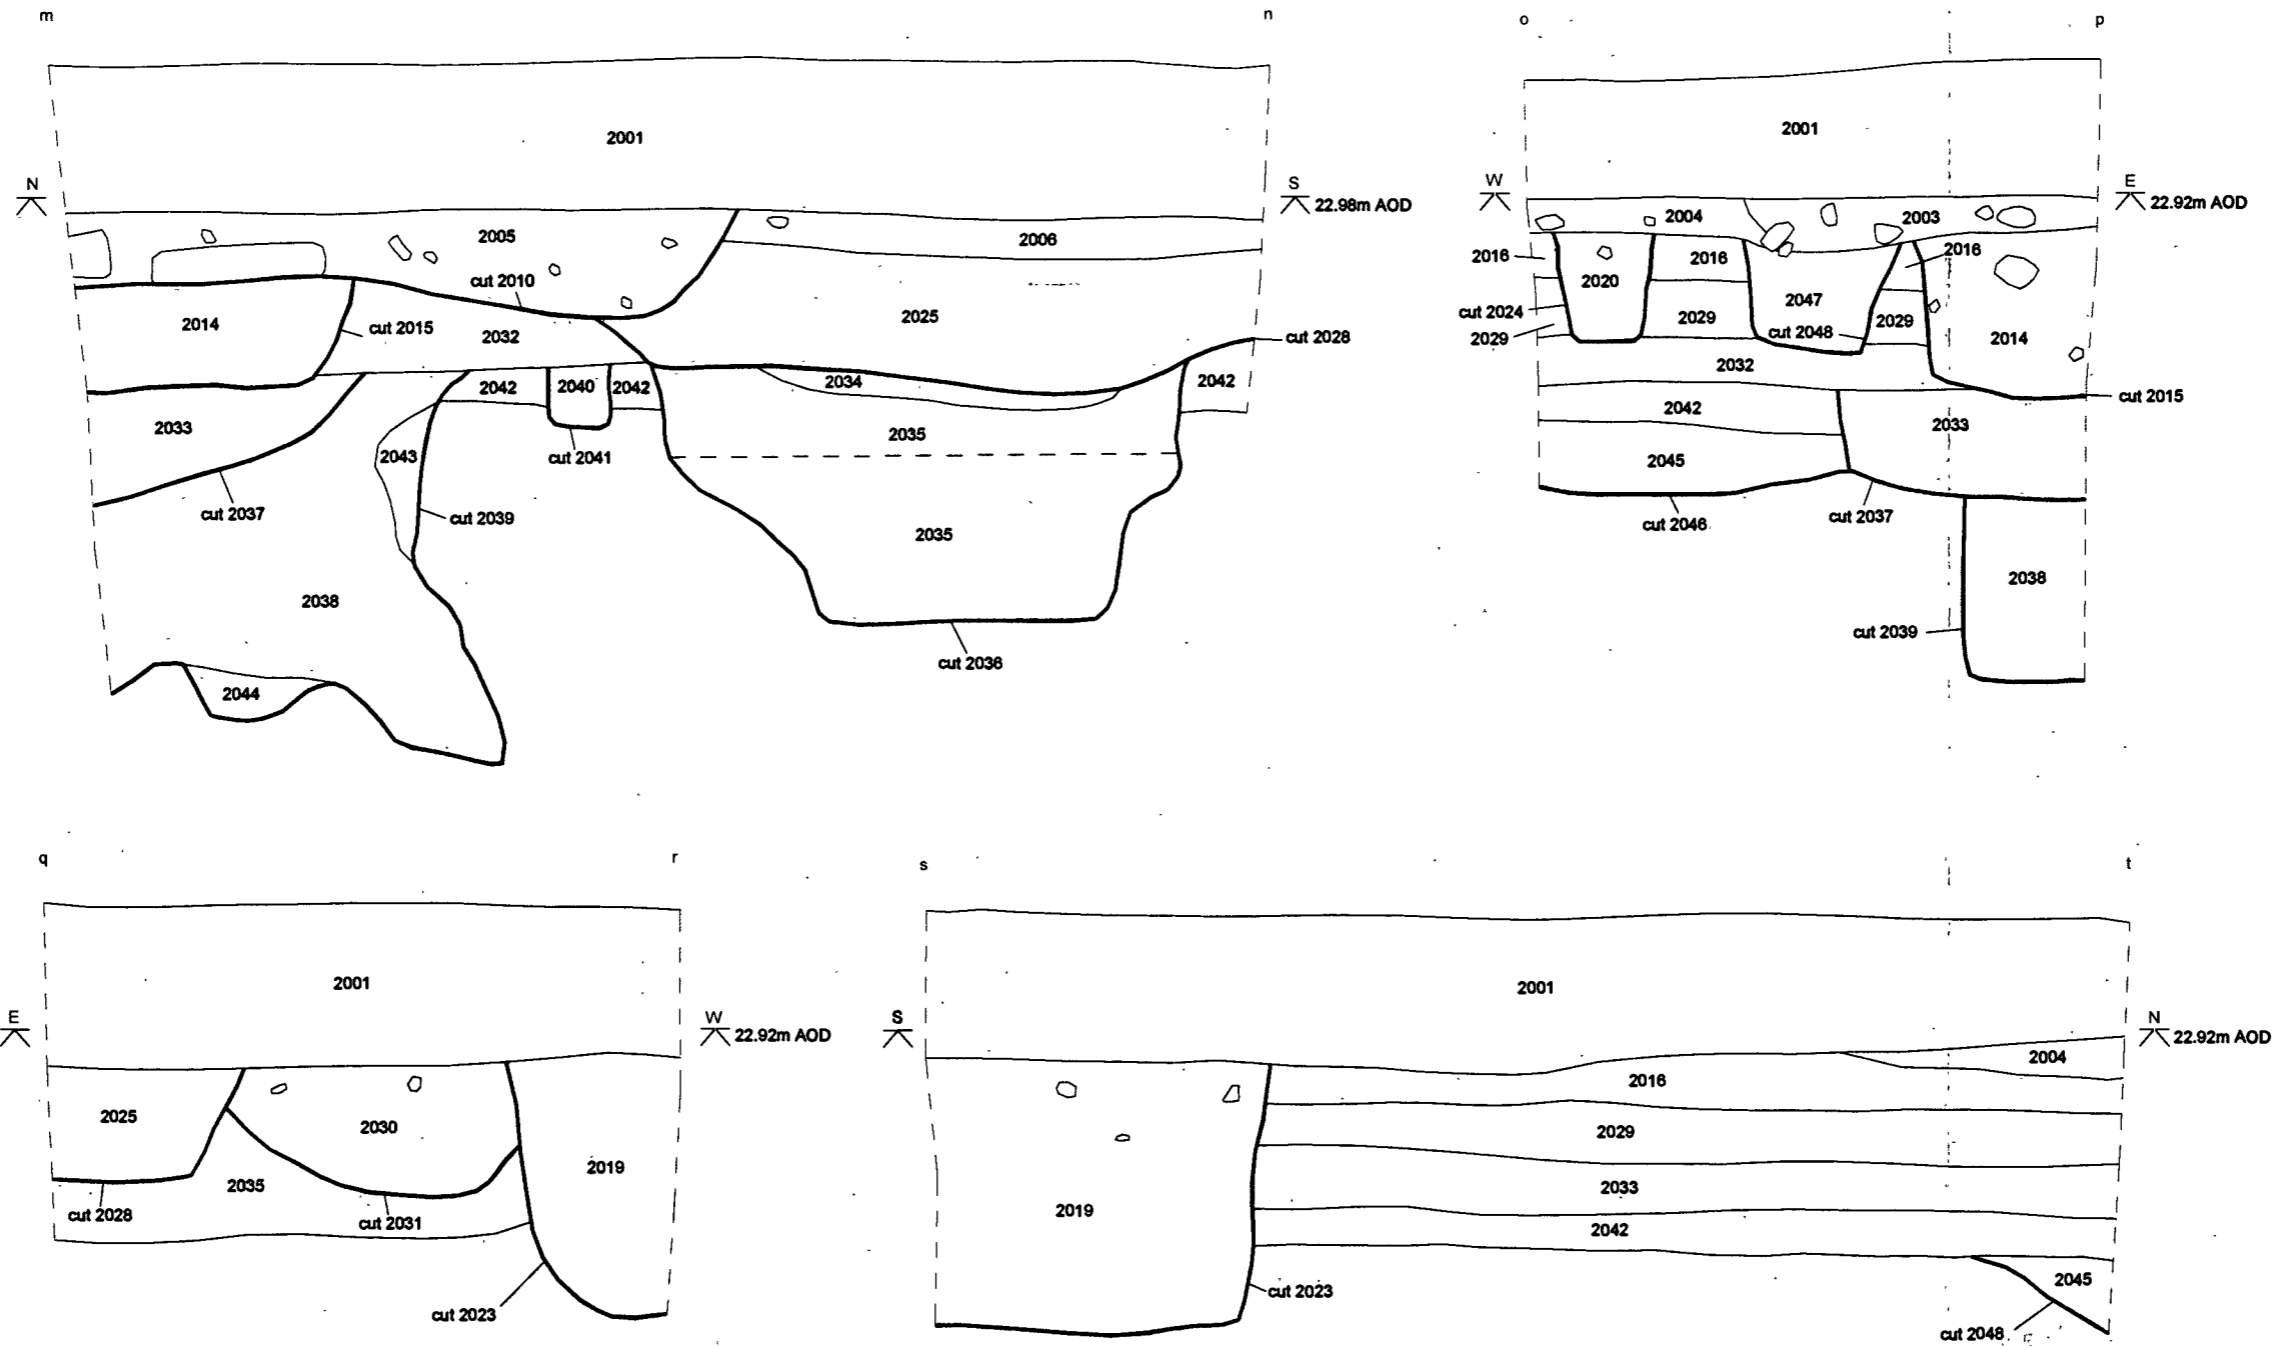 m
n
2001
N
S
22.98m AOD
2005
2006
cut 2010
2014
cut 2015
2032
2025
cut 2028
2042
2040
2042
2034
2042
2033
2043
2035
cut 2041
cut 2037
cut 2039
2035
2038
cut 2036
2044
o
p
2001
W
E
22.92m AOD
2004
2003
2016
2016
2016
2020
2047
cut 2024
2029
2029
cut 2048
2029
2014
2032
cut 2015
2042
2033
2045
cut 2046
cut 2037
2038
cut 2039
q
r
2001
E
W
22.92m AOD
2025
2030
2019
2035
cut 2028
cut 2031
cut 2023
s
t
2001
S
N
22.92m AOD
2004
2016
2029
2019
2033
2042
cut 2023
2045
cut 2048